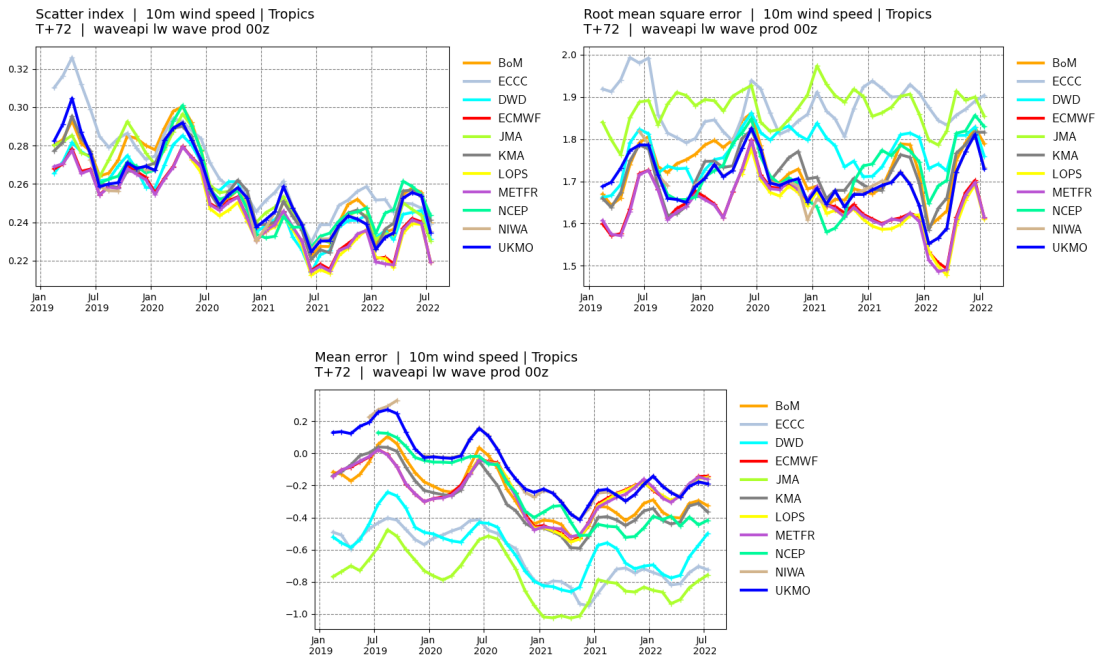 Scatter index | 10m wind speed | Tropics
T+72 | waveapi lw wave prod 00z
0.32
0.30
0.28
0.26
0.24
0.22
Jan 2019
Jul 2019
Jan 2020
Jul 2020
Jan 2021
Jul 2021
Jan 2022
Jul 2022
BoM
ECCC
DWD
ECMWF
JMA
KMA
LOPS
METFR
NCEP
NIWA
UKMO
Root mean square error | 10m wind speed | Tropics
T+72 | waveapi lw wave prod 00z
2.0
1.9
1.8
1.7
1.6
1.5
Jan 2019
Jul 2019
Jan 2020
Jul 2020
Jan 2021
Jul 2021
Jan 2022
Jul 2022
BoM
ECCC
DWD
ECMWF
JMA
KMA
LOPS
METFR
NCEP
NIWA
UKMO
Mean error | 10m wind speed | Tropics
T+72 | waveapi lw wave prod 00z
0.2
0.0
−0.2
−0.4
−0.6
−0.8
−1.0
Jan 2019
Jul 2019
Jan 2020
Jul 2020
Jan 2021
Jul 2021
Jan 2022
Jul 2022
BoM
ECCC
DWD
ECMWF
JMA
KMA
LOPS
METFR
NCEP
NIWA
UKMO